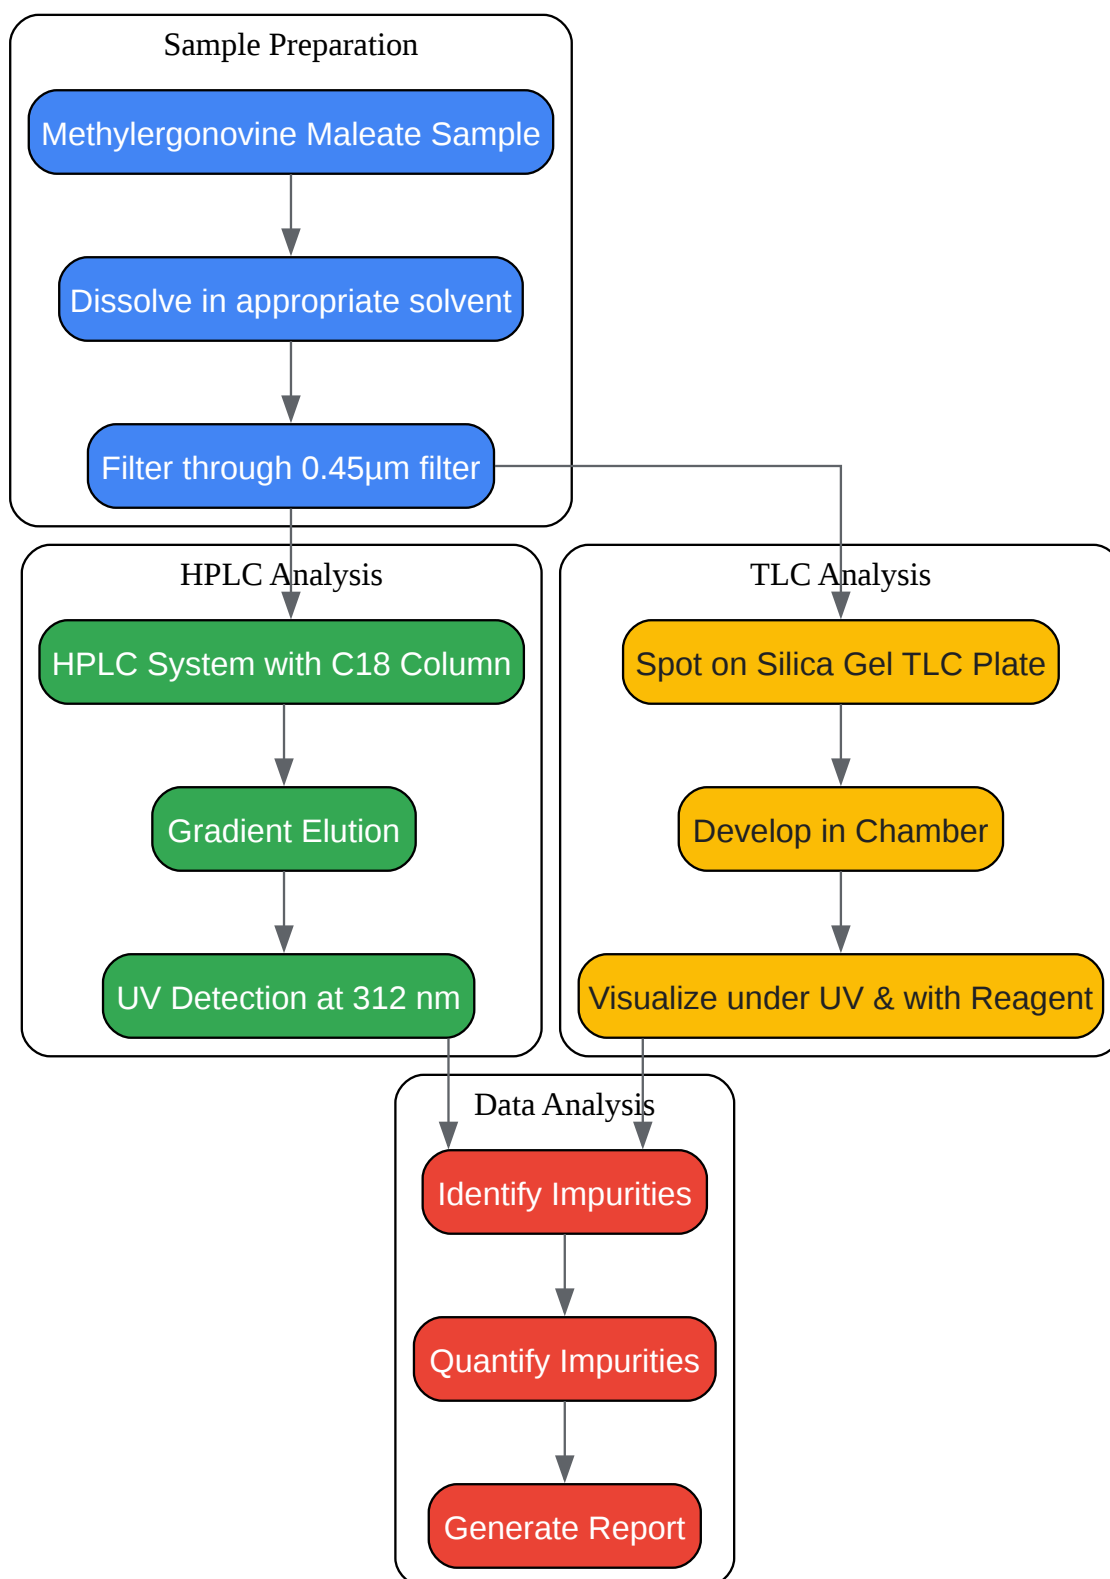 Sample Preparation
Methylergonovine Maleate Sample
Dissolve in appropriate solvent
Filter through 0.45µm filter
HPLC Analysis
HPLC System with C18 Column
Gradient Elution
UV Detection at 312 nm
TLC Analysis
Spot on Silica Gel TLC Plate
Develop in Chamber
Visualize under UV & with Reagent
Data Analysis
Identify Impurities
Quantify Impurities
Generate Report